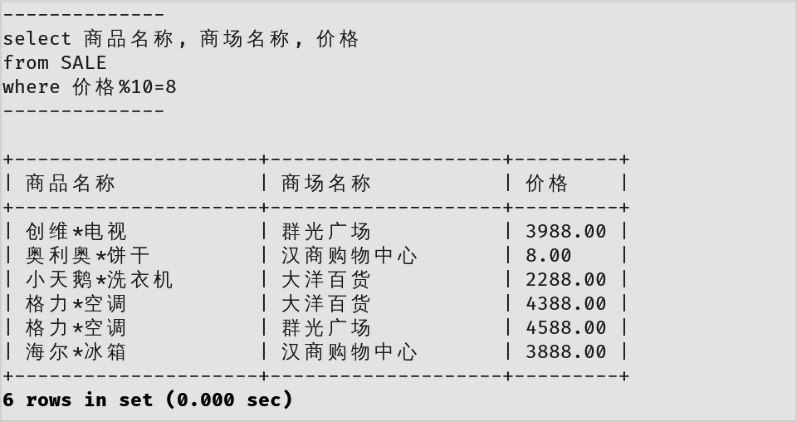 --------------
select 商品名称, 商场名称, 价格
from SALE
where 价格%10=8
--------------
+---------------------+--------------------+---------+
| 商品名称 | 商场名称 | 价格 |
+---------------------+--------------------+---------+
| 创维*电视 | 群光广场 | 3988.00 |
| 奥利奥*饼干 | 汉商购物中心 | 8.00 |
| 小天鹅*洗衣机 | 大洋百货 | 2288.00 |
| 格力*空调 | 大洋百货 | 4388.00 |
| 格力*空调 | 群光广场 | 4588.00 |
| 海尔*冰箱 | 汉商购物中心 | 3888.00 |
+---------------------+--------------------+---------+
6 rows in set (0.000 sec)